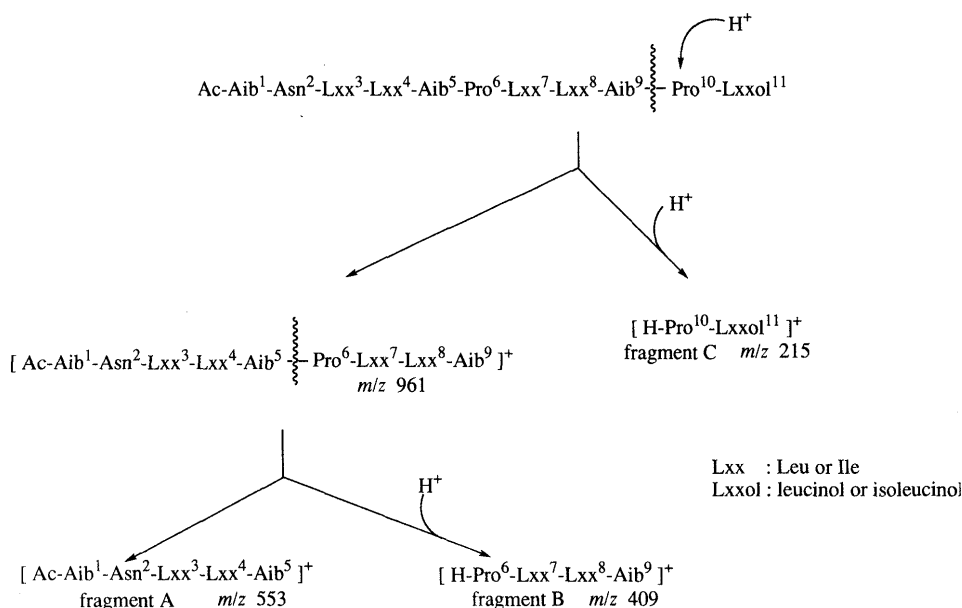 H⁺
Ac-Aib¹-Asn²-Lxx³-Lxx⁴-Aib⁵-Pro⁶-Lxx⁷-Lxx⁸-Aib⁹-Pro¹⁰-Lxxol¹¹
H⁺
[ Ac-Aib¹-Asn²-Lxx³-Lxx⁴-Aib⁵-Pro⁶-Lxx⁷-Lxx⁸-Aib⁹ ]⁺
m/z 961
[ H-Pro¹⁰-Lxxol¹¹ ]⁺
fragment C m/z 215
Lxx : Leu or Ile
Lxxol : leucinol or isoleucinol
H⁺
[ Ac-Aib¹-Asn²-Lxx³-Lxx⁴-Aib⁵ ]⁺
fragment A m/z 553
[ H-Pro⁶-Lxx⁷-Lxx⁸-Aib⁹ ]⁺
fragment B m/z 409